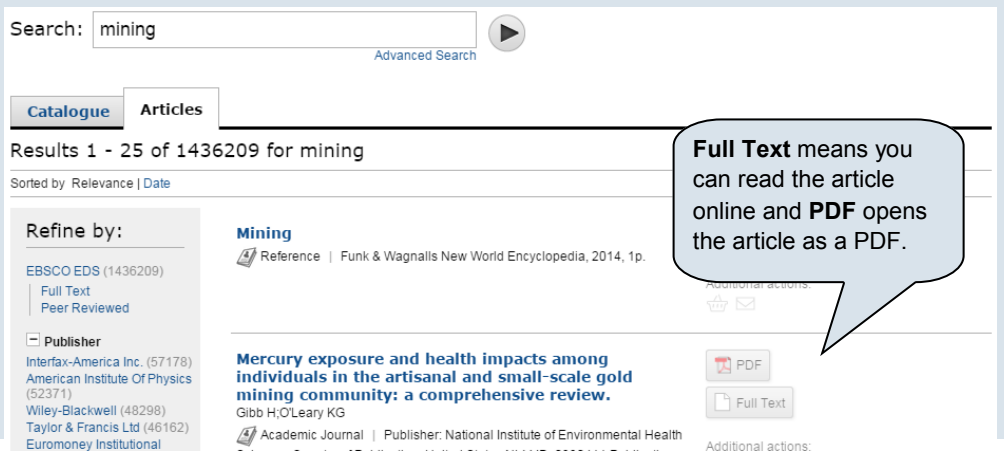 Search: mining
Advanced Search
Catalogue Articles
Results 1 - 25 of 1436209 for mining
Sorted by Relevance | Date
Full Text means you
can read the article
online and PDF opens
the article as a PDF.
Refine by:
EBSCO EDS (1436209)
Full Text
Peer Reviewed
Publisher
Interfax-America Inc. (57178)
American Institute Of Physics
(52371)
Wiley-Blackwell (48298)
Taylor & Francis Ltd (46162)
Euromoney Institutional
Mining
Reference | Funk & Wagnalls New World Encyclopedia, 2014, 1p.
Additional actions:
Mercury exposure and health impacts among
individuals in the artisanal and small-scale gold
mining community: a comprehensive review.
Gibb H;O'Leary KG
Academic Journal | Publisher: National Institute of Environmental Health
PDF
Full Text
Additional actions: